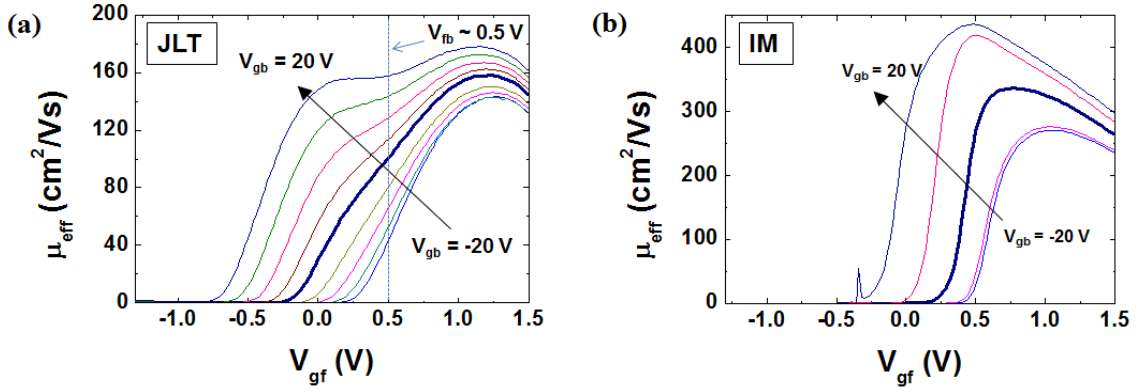 (a)
JLT
V_fb ~ 0.5 V
V_gb = 20 V
V_gb = -20 V
200
160
120
80
40
0
-1.0 -0.5 0.0 0.5 1.0 1.5
μ_eff (cm²/Vs)
V_gf (V)
(b)
IM
V_gb = 20 V
V_gb = -20 V
400
300
200
100
0
-1.0 -0.5 0.0 0.5 1.0 1.5
μ_eff (cm²/Vs)
V_gf (V)